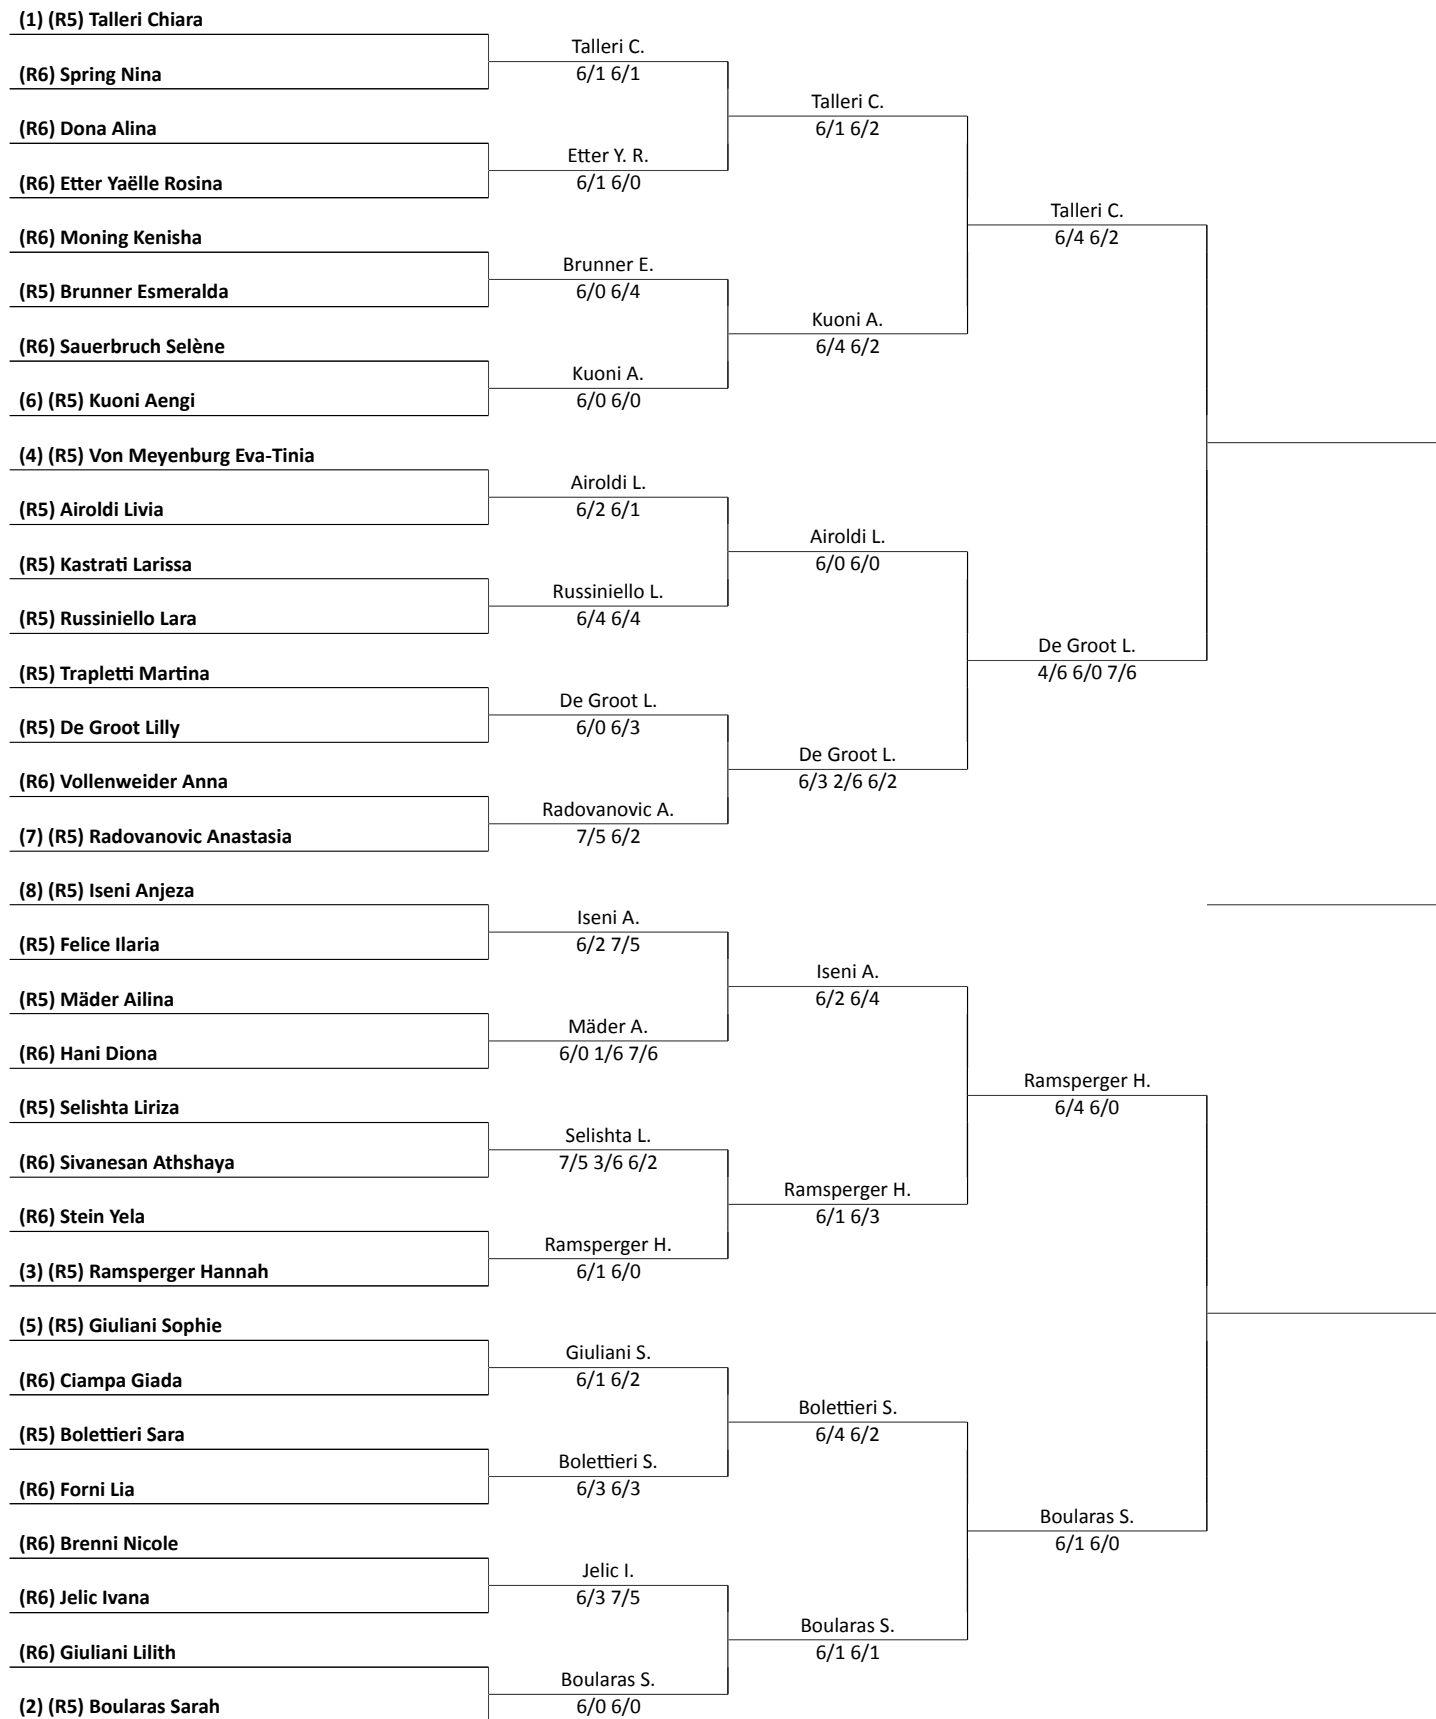 (1) (R5) Talleri Chiara
Talleri C.
(R6) Spring Nina
6/1 6/1
Talleri C.
(R6) Dona Alina
6/1 6/2
Etter Y. R.
(R6) Etter Yaëlle Rosina
6/1 6/0
Talleri C.
(R6) Moning Kenisha
6/4 6/2
Brunner E.
(R5) Brunner Esmeralda
6/0 6/4
Kuoni A.
(R6) Sauerbruch Selène
6/4 6/2
Kuoni A.
(6) (R5) Kuoni Aengi
6/0 6/0
(4) (R5) Von Meyenburg Eva-Tinia
Airoldi L.
(R5) Airoldi Livia
6/2 6/1
Airoldi L.
(R5) Kastrati Larissa
6/0 6/0
Russiniello L.
(R5) Russiniello Lara
6/4 6/4
De Groot L.
(R5) Trapletti Martina
4/6 6/0 7/6
De Groot L.
(R5) De Groot Lilly
6/0 6/3
De Groot L.
(R6) Vollenweider Anna
6/3 2/6 6/2
Radovanovic A.
(7) (R5) Radovanovic Anastasia
7/5 6/2
(8) (R5) Iseni Anjeza
Iseni A.
(R5) Felice Ilaria
6/2 7/5
Iseni A.
(R5) Mäder Ailina
6/2 6/4
Mäder A.
(R6) Hani Diona
6/0 1/6 7/6
Ramsperger H.
(R5) Selishta Liriza
6/4 6/0
Selishta L.
(R6) Sivanesan Athshaya
7/5 3/6 6/2
Ramsperger H.
(R6) Stein Yela
6/1 6/3
Ramsperger H.
(3) (R5) Ramsperger Hannah
6/1 6/0
(5) (R5) Giuliani Sophie
Giuliani S.
(R6) Ciampa Giada
6/1 6/2
Bolettieri S.
(R5) Bolettieri Sara
6/4 6/2
Bolettieri S.
(R6) Forni Lia
6/3 6/3
Boularas S.
(R6) Brenni Nicole
6/1 6/0
Jelic I.
(R6) Jelic Ivana
6/3 7/5
Boularas S.
(R6) Giuliani Lilith
6/1 6/1
Boularas S.
(2) (R5) Boularas Sarah
6/0 6/0